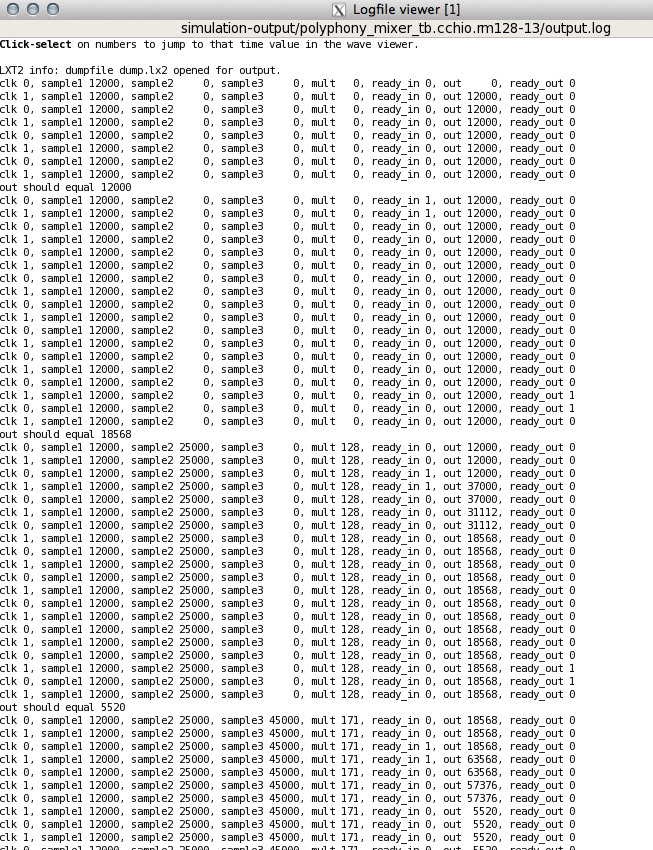 Logfile viewer [1]
simulation-output/polyphony_mixer_tb.cchio.rm128-13/output.log
Click-select on numbers to jump to that time value in the wave viewer.
LXT2 info: dumpfile dump.lx2 opened for output.
clk 0, sample1 12000, sample2     0, sample3     0, mult   0, ready_in 0, out     0, ready_out 0
clk 1, sample1 12000, sample2     0, sample3     0, mult   0, ready_in 0, out 12000, ready_out 0
clk 0, sample1 12000, sample2     0, sample3     0, mult   0, ready_in 0, out 12000, ready_out 0
clk 1, sample1 12000, sample2     0, sample3     0, mult   0, ready_in 0, out 12000, ready_out 0
clk 0, sample1 12000, sample2     0, sample3     0, mult   0, ready_in 0, out 12000, ready_out 0
clk 1, sample1 12000, sample2     0, sample3     0, mult   0, ready_in 0, out 12000, ready_out 0
clk 0, sample1 12000, sample2     0, sample3     0, mult   0, ready_in 0, out 12000, ready_out 0
clk 1, sample1 12000, sample2     0, sample3     0, mult   0, ready_in 0, out 12000, ready_out 0
out should equal 12000
clk 0, sample1 12000, sample2     0, sample3     0, mult   0, ready_in 1, out 12000, ready_out 0
clk 1, sample1 12000, sample2     0, sample3     0, mult   0, ready_in 1, out 12000, ready_out 0
clk 0, sample1 12000, sample2     0, sample3     0, mult   0, ready_in 0, out 12000, ready_out 0
clk 1, sample1 12000, sample2     0, sample3     0, mult   0, ready_in 0, out 12000, ready_out 0
clk 0, sample1 12000, sample2     0, sample3     0, mult   0, ready_in 0, out 12000, ready_out 0
clk 1, sample1 12000, sample2     0, sample3     0, mult   0, ready_in 0, out 12000, ready_out 0
clk 0, sample1 12000, sample2     0, sample3     0, mult   0, ready_in 0, out 12000, ready_out 0
clk 1, sample1 12000, sample2     0, sample3     0, mult   0, ready_in 0, out 12000, ready_out 0
clk 0, sample1 12000, sample2     0, sample3     0, mult   0, ready_in 0, out 12000, ready_out 0
clk 1, sample1 12000, sample2     0, sample3     0, mult   0, ready_in 0, out 12000, ready_out 0
clk 0, sample1 12000, sample2     0, sample3     0, mult   0, ready_in 0, out 12000, ready_out 0
clk 1, sample1 12000, sample2     0, sample3     0, mult   0, ready_in 0, out 12000, ready_out 0
clk 0, sample1 12000, sample2     0, sample3     0, mult   0, ready_in 0, out 12000, ready_out 0
clk 1, sample1 12000, sample2     0, sample3     0, mult   0, ready_in 0, out 12000, ready_out 0
clk 0, sample1 12000, sample2     0, sample3     0, mult   0, ready_in 0, out 12000, ready_out 0
clk 1, sample1 12000, sample2     0, sample3     0, mult   0, ready_in 0, out 12000, ready_out 1
clk 0, sample1 12000, sample2     0, sample3     0, mult   0, ready_in 0, out 12000, ready_out 1
clk 1, sample1 12000, sample2     0, sample3     0, mult   0, ready_in 0, out 12000, ready_out 0
out should equal 18568
clk 0, sample1 12000, sample2 25000, sample3     0, mult 128, ready_in 0, out 12000, ready_out 0
clk 1, sample1 12000, sample2 25000, sample3     0, mult 128, ready_in 0, out 12000, ready_out 0
clk 0, sample1 12000, sample2 25000, sample3     0, mult 128, ready_in 1, out 12000, ready_out 0
clk 1, sample1 12000, sample2 25000, sample3     0, mult 128, ready_in 1, out 37000, ready_out 0
clk 0, sample1 12000, sample2 25000, sample3     0, mult 128, ready_in 0, out 37000, ready_out 0
clk 1, sample1 12000, sample2 25000, sample3     0, mult 128, ready_in 0, out 31112, ready_out 0
clk 0, sample1 12000, sample2 25000, sample3     0, mult 128, ready_in 0, out 31112, ready_out 0
clk 1, sample1 12000, sample2 25000, sample3     0, mult 128, ready_in 0, out 18568, ready_out 0
clk 0, sample1 12000, sample2 25000, sample3     0, mult 128, ready_in 0, out 18568, ready_out 0
clk 1, sample1 12000, sample2 25000, sample3     0, mult 128, ready_in 0, out 18568, ready_out 0
clk 0, sample1 12000, sample2 25000, sample3     0, mult 128, ready_in 0, out 18568, ready_out 0
clk 1, sample1 12000, sample2 25000, sample3     0, mult 128, ready_in 0, out 18568, ready_out 0
clk 0, sample1 12000, sample2 25000, sample3     0, mult 128, ready_in 0, out 18568, ready_out 0
clk 1, sample1 12000, sample2 25000, sample3     0, mult 128, ready_in 0, out 18568, ready_out 0
clk 0, sample1 12000, sample2 25000, sample3     0, mult 128, ready_in 0, out 18568, ready_out 0
clk 1, sample1 12000, sample2 25000, sample3     0, mult 128, ready_in 0, out 18568, ready_out 0
clk 0, sample1 12000, sample2 25000, sample3     0, mult 128, ready_in 0, out 18568, ready_out 0
clk 1, sample1 12000, sample2 25000, sample3     0, mult 128, ready_in 0, out 18568, ready_out 1
clk 0, sample1 12000, sample2 25000, sample3     0, mult 128, ready_in 0, out 18568, ready_out 1
clk 1, sample1 12000, sample2 25000, sample3     0, mult 128, ready_in 0, out 18568, ready_out 0
out should equal 5520
clk 0, sample1 12000, sample2 25000, sample3 45000, mult 171, ready_in 0, out 18568, ready_out 0
clk 1, sample1 12000, sample2 25000, sample3 45000, mult 171, ready_in 0, out 18568, ready_out 0
clk 0, sample1 12000, sample2 25000, sample3 45000, mult 171, ready_in 1, out 18568, ready_out 0
clk 1, sample1 12000, sample2 25000, sample3 45000, mult 171, ready_in 1, out 63568, ready_out 0
clk 0, sample1 12000, sample2 25000, sample3 45000, mult 171, ready_in 0, out 63568, ready_out 0
clk 1, sample1 12000, sample2 25000, sample3 45000, mult 171, ready_in 0, out 57376, ready_out 0
clk 0, sample1 12000, sample2 25000, sample3 45000, mult 171, ready_in 0, out 57376, ready_out 0
clk 1, sample1 12000, sample2 25000, sample3 45000, mult 171, ready_in 0, out  5520, ready_out 0
clk 0, sample1 12000, sample2 25000, sample3 45000, mult 171, ready_in 0, out  5520, ready_out 0
clk 1, sample1 12000, sample2 25000, sample3 45000, mult 171, ready_in 0, out  5520, ready_out 0